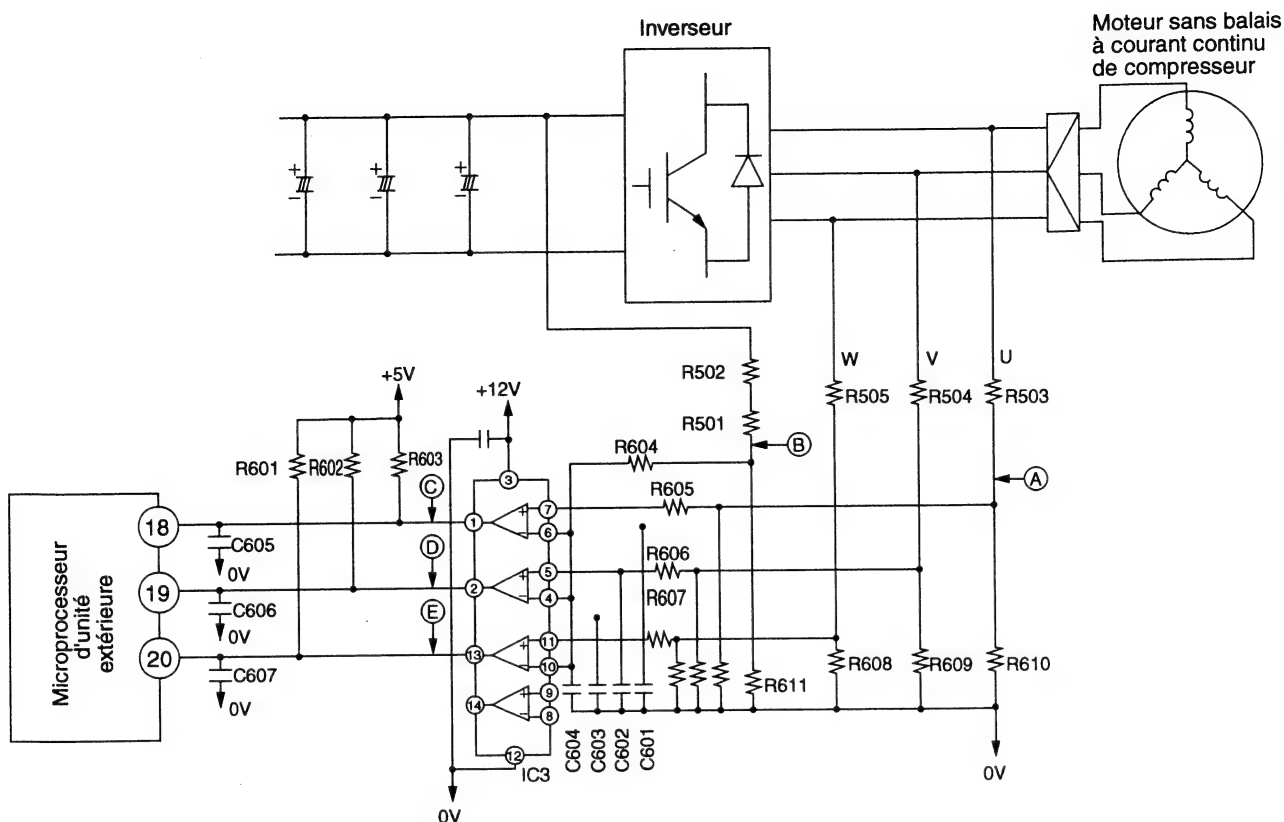 Inverseur
Moteur sans balais
à courant continu
de compresseur
+
-
+
-
+
-
W
V
U
R502
R505
R504
R503
R501
B
A
+5V
+12V
R601
R602
R603
R604
R605
R606
R607
R608
R609
R610
R611
C
D
E
3
1
+
-
7
6
2
+
-
5
4
13
+
-
11
10
14
+
-
9
8
12
IC3
Microprocesseur
d'unité
extérieure
18
19
20
C605
0V
C606
0V
C607
0V
C604
C603
C602
C601
0V
0V